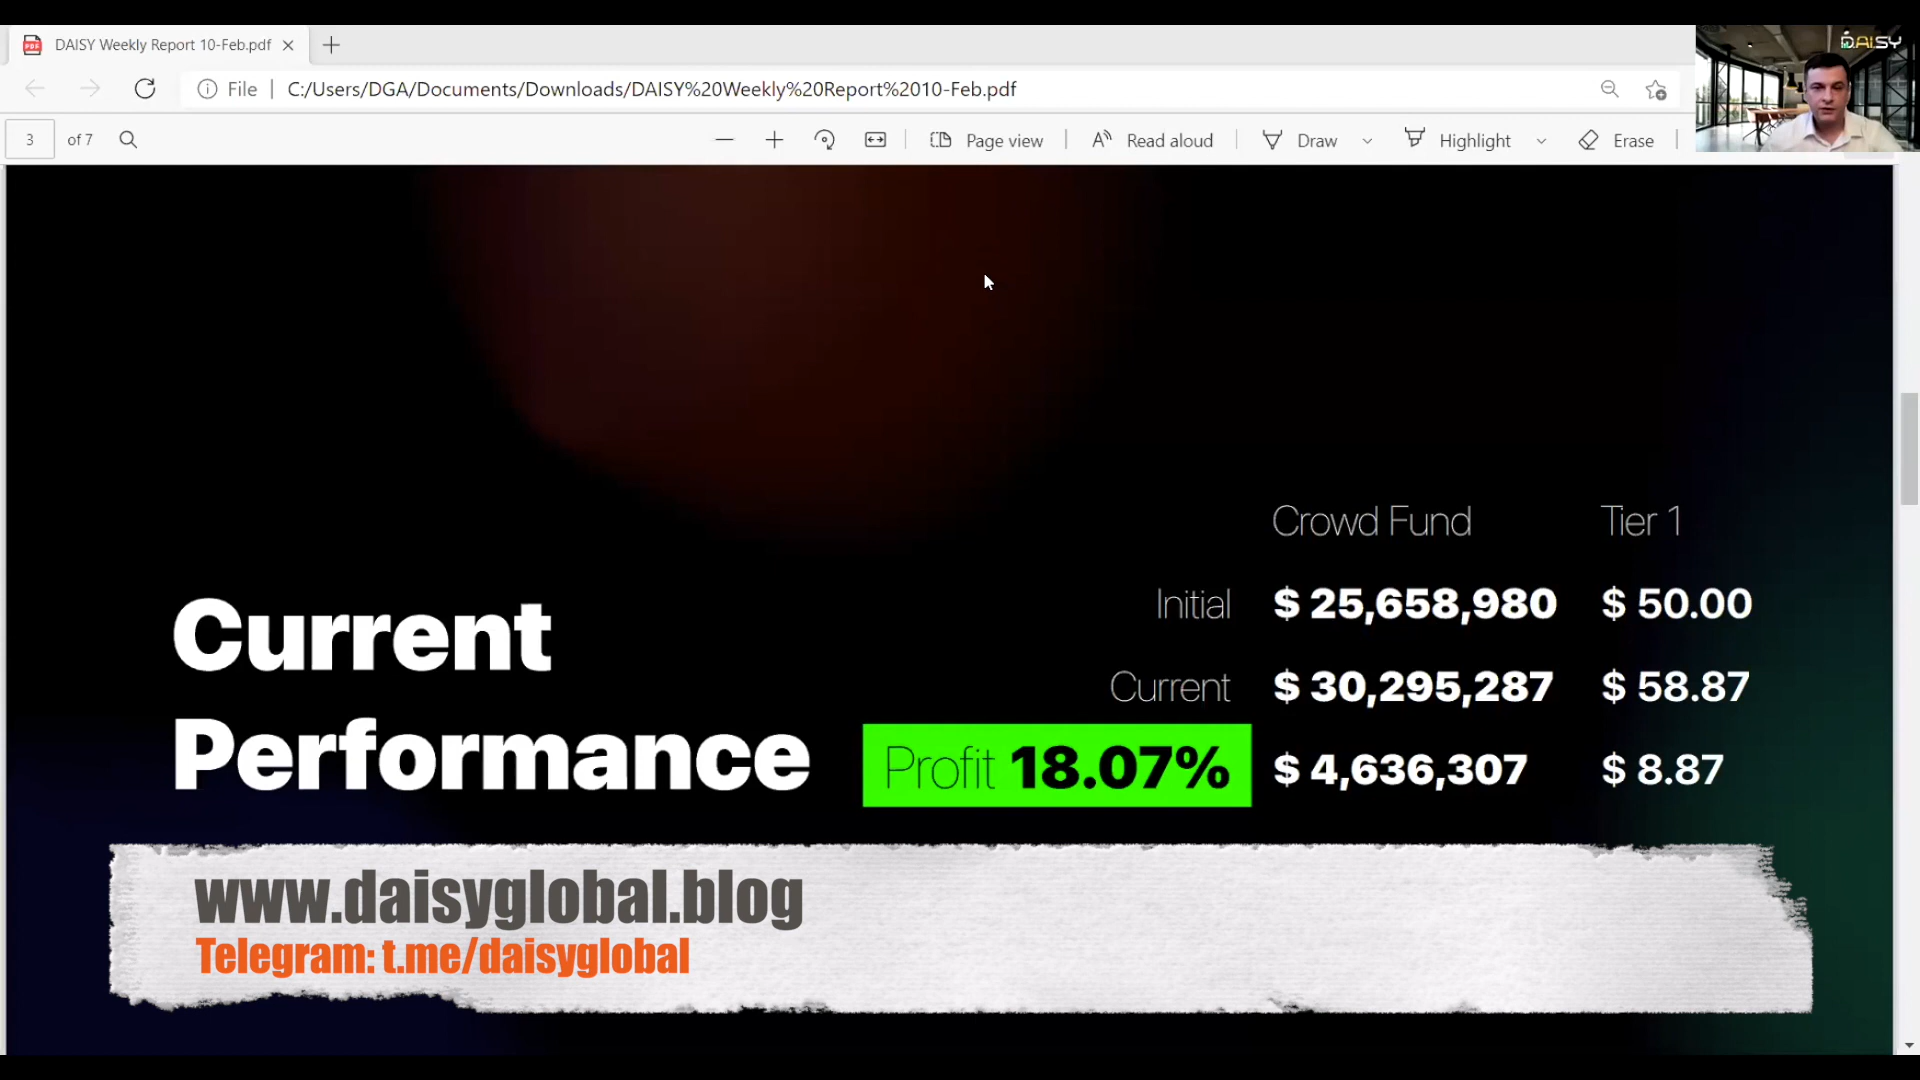 DAISY Weekly Report 10-Feb.pdf
File | C:/Users/DGA/Documents/Downloads/DAISY%20Weekly%20Report%2010-Feb.pdf
DAISY
3 of 7
Page view
Read aloud
Draw
Highlight
Erase
Crowd Fund Tier 1
Initial $ 25,658,980 $ 50.00
Current $ 30,295,287 $ 58.87
Profit 18.07% $ 4,636,307 $ 8.87
Current
Performance
www.daisyglobal.blog
Telegram: t.me/daisyglobal